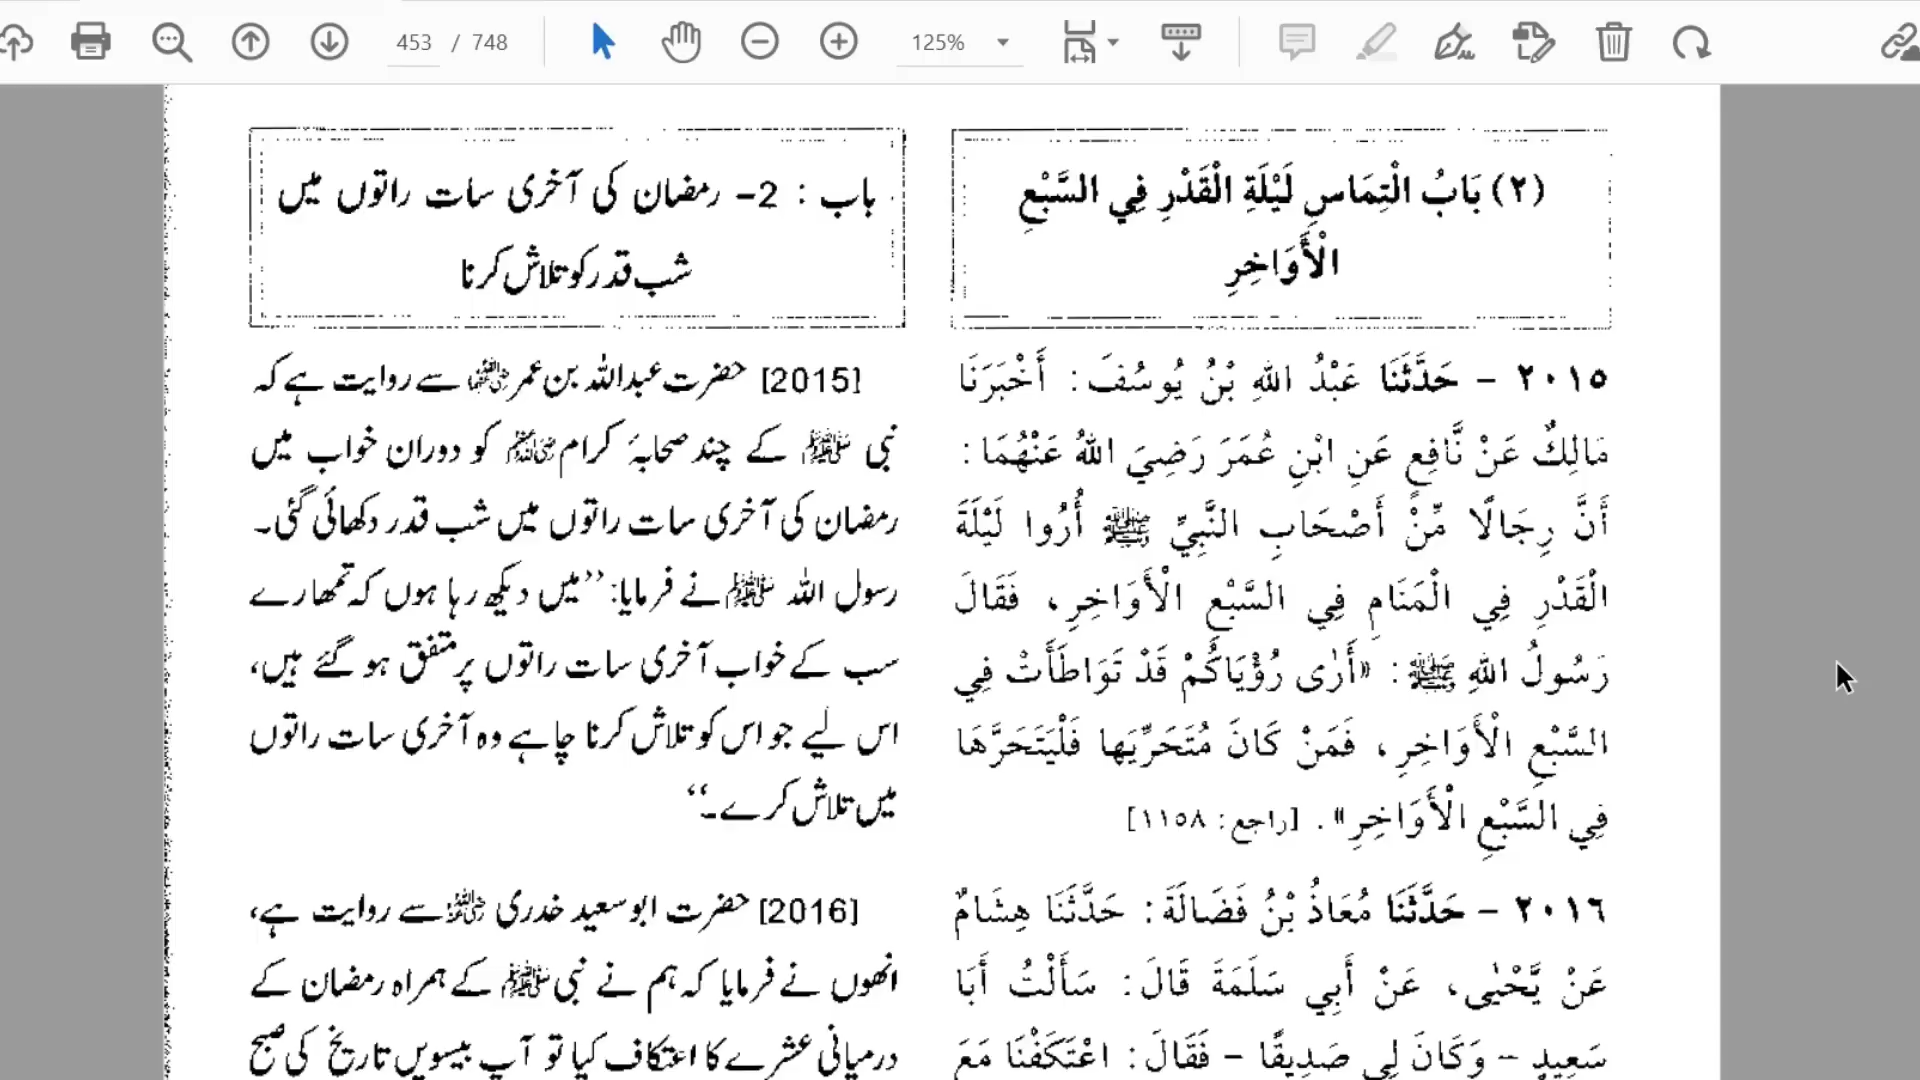 453 / 748 125%
(٢) بَابُ الْتِمَاسِ لَيْلَةِ الْقَدْرِ فِي السَّبْعِ
الْأَوَاخِرِ
٢٠١٥ – حَدَّثَنَا عَبْدُ اللهِ بْنُ يُوسُفَ: أَخْبَرَنَا
مَالِكٌ عَنْ نَّافِعٍ عَنِ ابْنِ عُمَرَ رَضِيَ اللهُ عَنْهُمَا:
أَنَّ رِجَالًا مِّنْ أَصْحَابِ النَّبِيِّ ﷺ أُرُوا لَيْلَةَ
الْقَدْرِ فِي الْمَنَامِ فِي السَّبْعِ الْأَوَاخِرِ، فَقَالَ
رَسُولُ اللهِ ﷺ: «أَرٰى رُؤْيَاكُمْ قَدْ تَوَاطَأَتْ فِي
السَّبْعِ الْأَوَاخِرِ، فَمَنْ كَانَ مُتَحَرِّيَها فَلْيَتَحَرَّهَا
فِي السَّبْعِ الْأَوَاخِرِ». [راجع: ١١٥٨]
٢٠١٦ – حَدَّثَنَا مُعَاذُ بْنُ فَضَالَةَ: حَدَّثَنَا هِشَامٌ
عَنْ يَّحْيٰى، عَنْ أَبِي سَلَمَةَ قَالَ: سَأَلْتُ أَبَا
سَعِيدٍ – وَكَانَ لِي صَدِيقًا – فَقَالَ: اعْتَكَفْنَا مَعَ
باب : 2- رمضان کی آخری سات راتوں میں
شب قدر کو تلاش کرنا
[2015] حضرت عبداللہ بن عمر رضی اللہ عنہما سے روایت ہے کہ
نبی ﷺ کے چند صحابۂ کرام رضی اللہ عنہم کو دوران خواب میں
رمضان کی آخری سات راتوں میں شب قدر دکھائی گئی۔
رسول اللہ ﷺ نے فرمایا: ’’میں دیکھ رہا ہوں کہ تمھارے
سب کے خواب آخری سات راتوں پر متفق ہو گئے ہیں،
اس لیے جو اس کو تلاش کرنا چاہے وہ آخری سات راتوں
میں تلاش کرے۔‘‘
[2016] حضرت ابو سعید خدری رضی اللہ عنہ سے روایت ہے،
انھوں نے فرمایا کہ ہم نے نبی ﷺ کے ہمراہ رمضان کے
درمیانی عشرے کا اعتکاف کیا تو آپ بیسویں تاریخ کی صبح